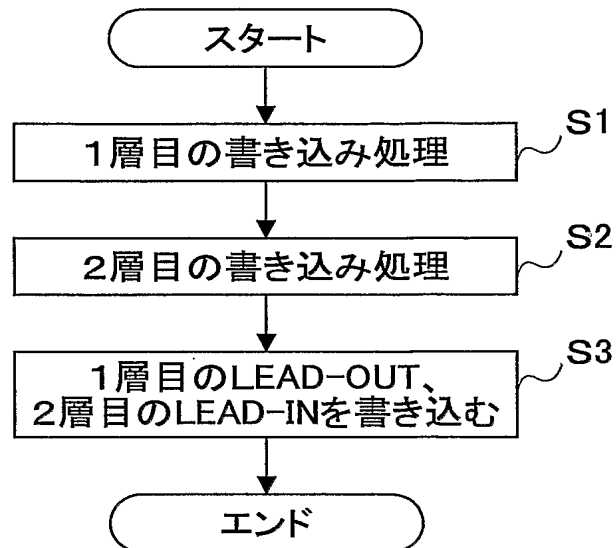 スタート
1層目の書き込み処理
S1
2層目の書き込み処理
S2
1層目のLEAD-OUT、
2層目のLEAD-INを書き込む
S3
エンド